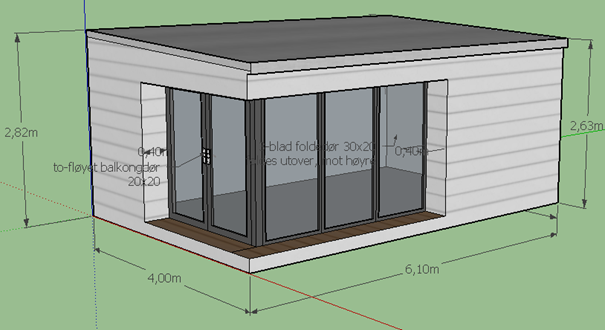 2,82m
2,63m
0,40m
to-fløyet balkongdør
20x20
-blad foldedør 30x20
es utover, mot høyre
0,40m
4,00m
6,10m